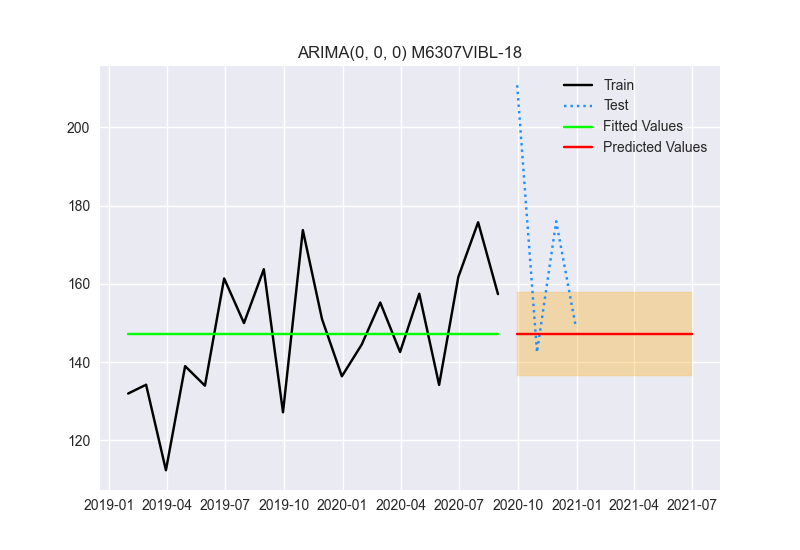 ARIMA(0, 0, 0) M6307VIBL-18
Train
Test
Fitted Values
Predicted Values
200
180
160
140
120
2019-01 2019-04 2019-07 2019-10 2020-01 2020-04 2020-07 2020-10 2021-01 2021-04 2021-07